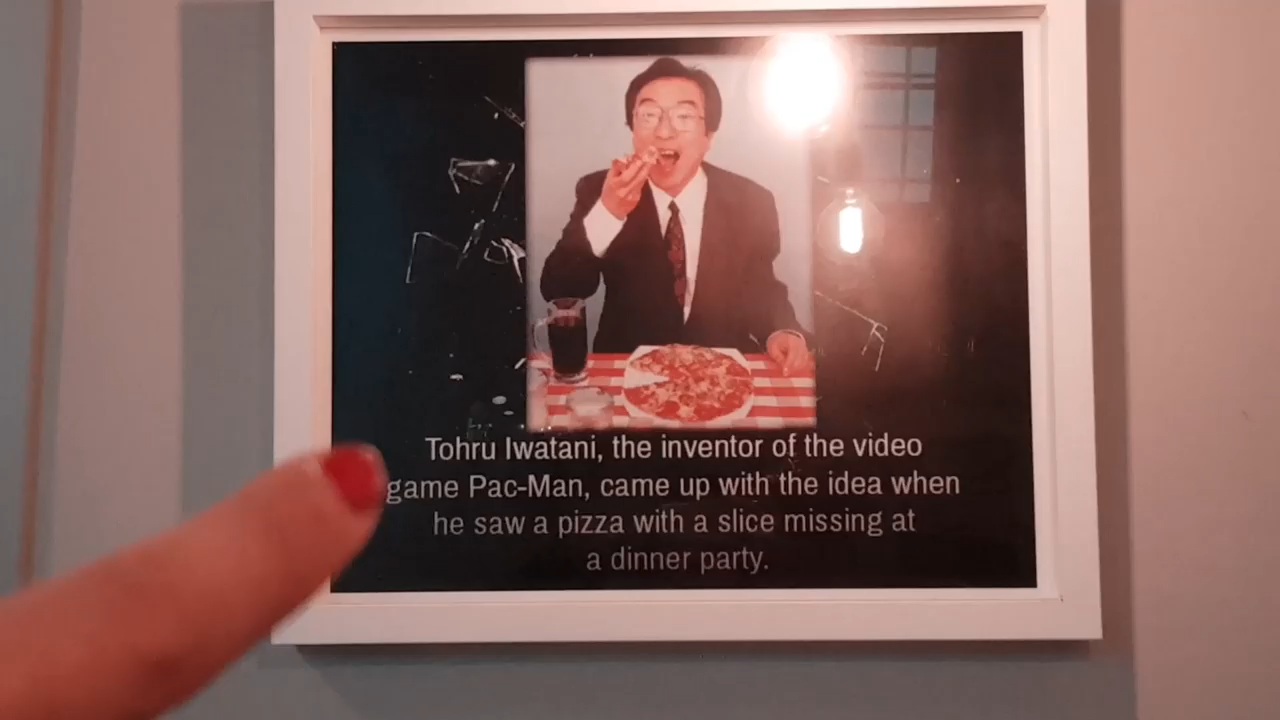 Tohru Iwatani, the inventor of the video
game Pac-Man, came up with the idea when
he saw a pizza with a slice missing at
a dinner party.